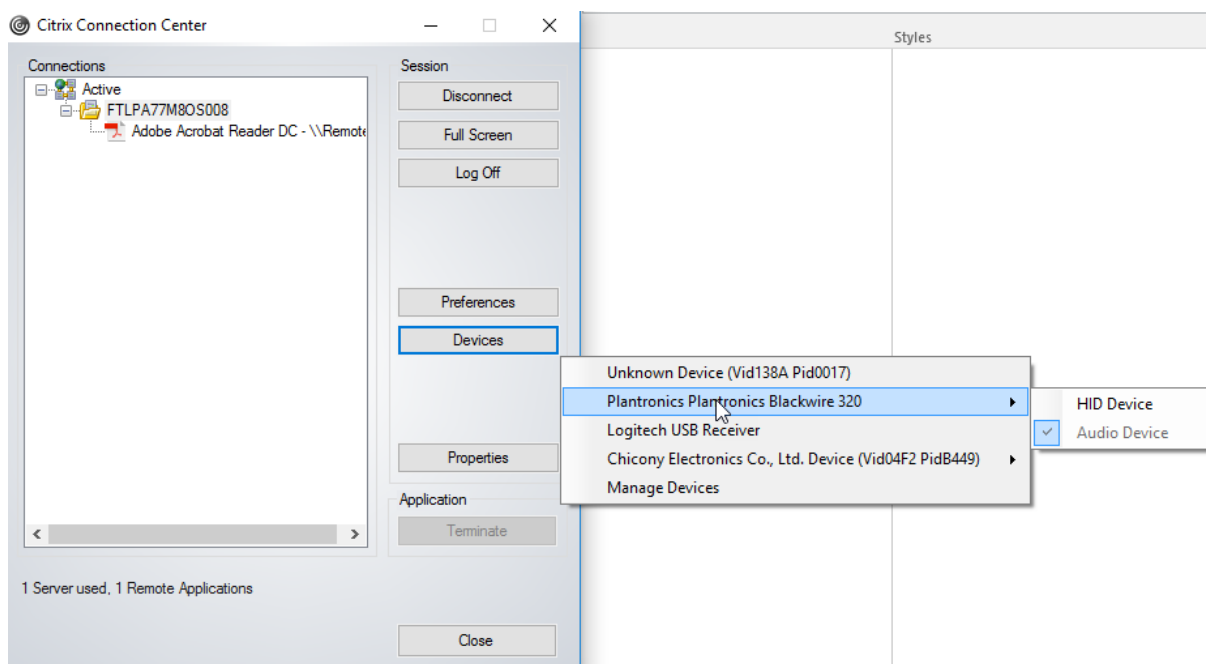 Citrix Connection Center
Styles
Connections
Active
FTLPA77M8OS008
Adobe Acrobat Reader DC - \\Remote
Session
Disconnect
Full Screen
Log Off
Preferences
Devices
Unknown Device (Vid138A Pid0017)
Plantronics Plantronics Blackwire 320
Logitech USB Receiver
Chicony Electronics Co., Ltd. Device (Vid04F2 PidB449)
Manage Devices
HID Device
Audio Device
Properties
Application
Terminate
1 Server used, 1 Remote Applications
Close